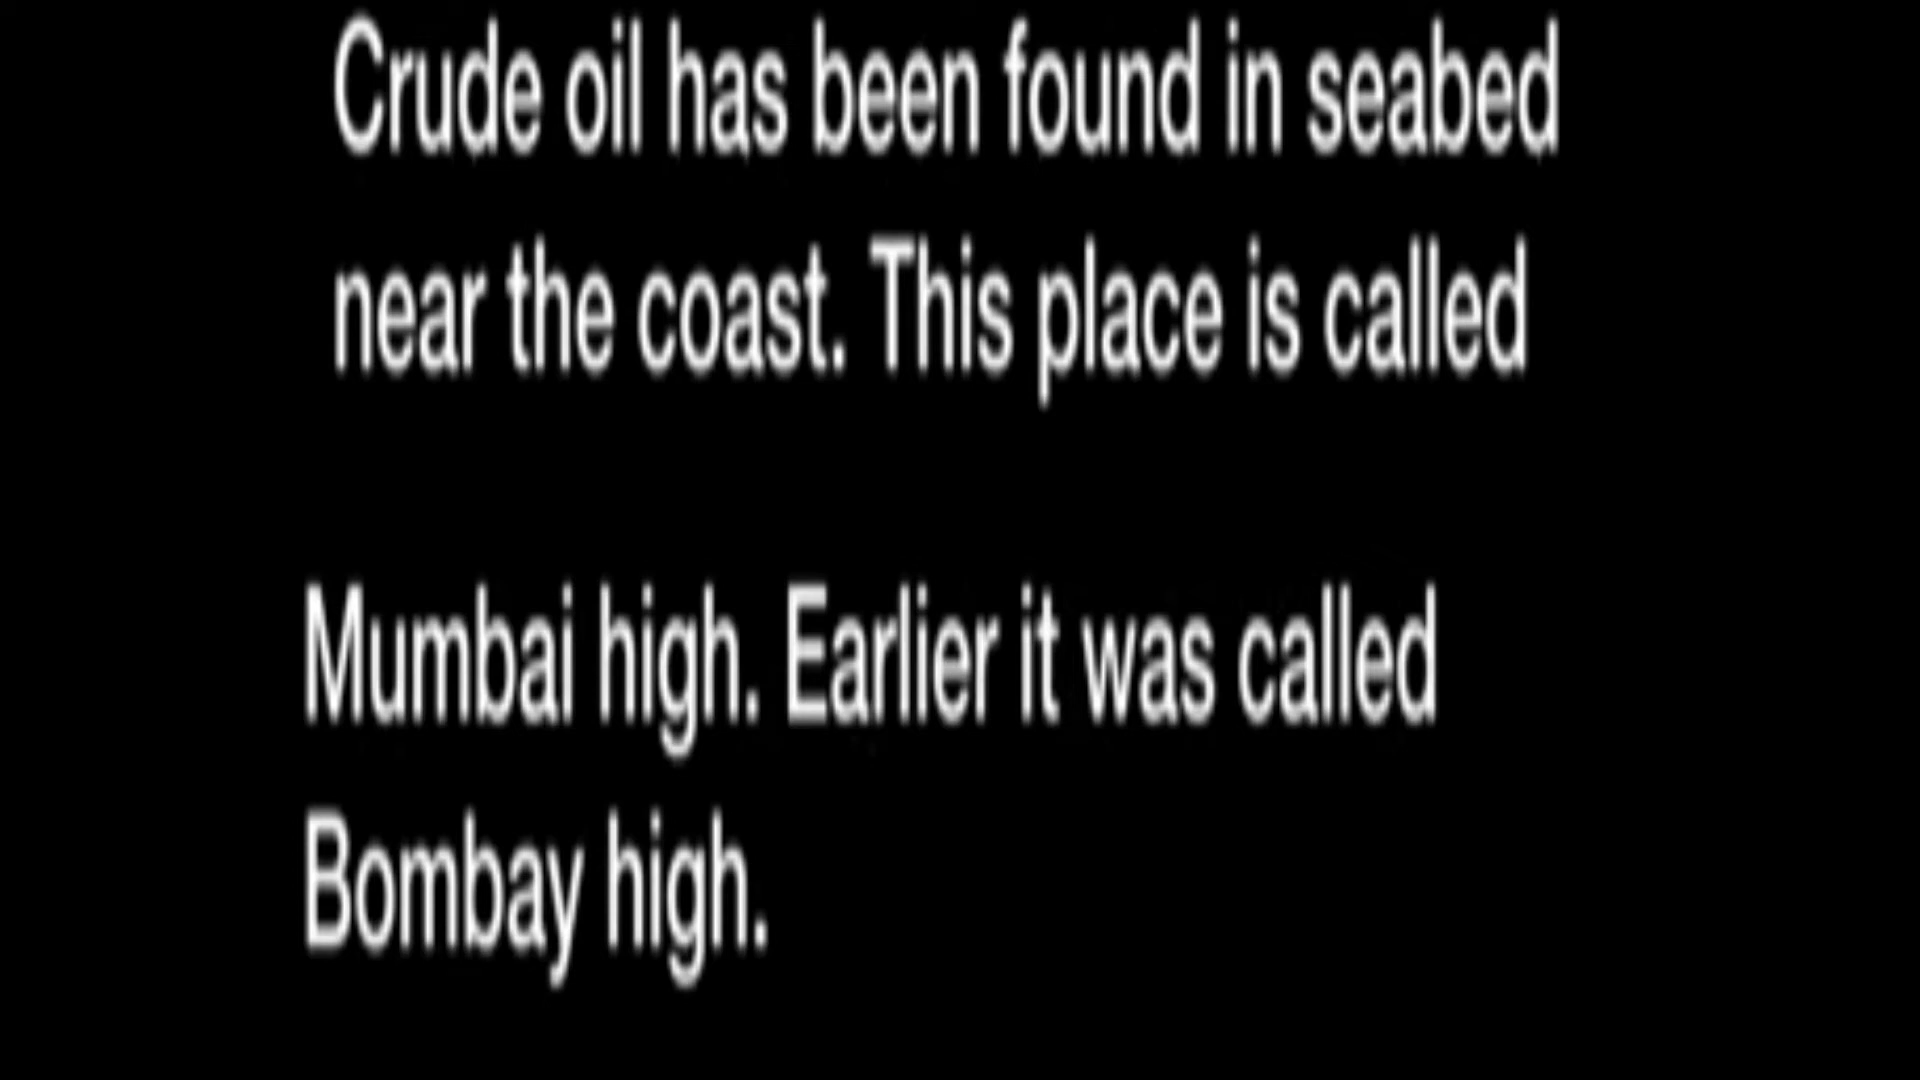 Crude oil has been found in seabed
near the coast. This place is called
Mumbai high. Earlier it was called
Bombay high.